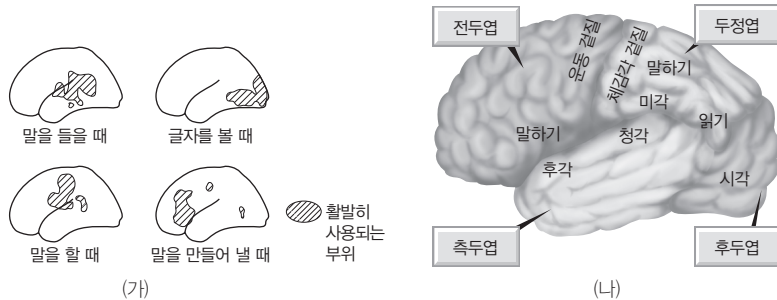 말을 들을 때
글자를 볼 때
말을 할 때
말을 만들어 낼 때
활발히
사용되는
부위
(가)
전두엽
두정엽
운동 겉질
체감각 겉질
말하기
미각
읽기
말하기
청각
후각
시각
측두엽
후두엽
(나)